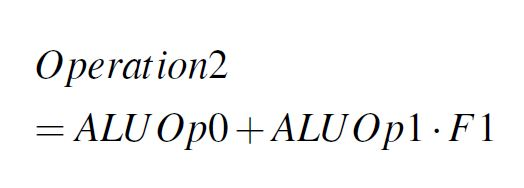 Operation2
= ALUOp0 + ALUOp1 · F1